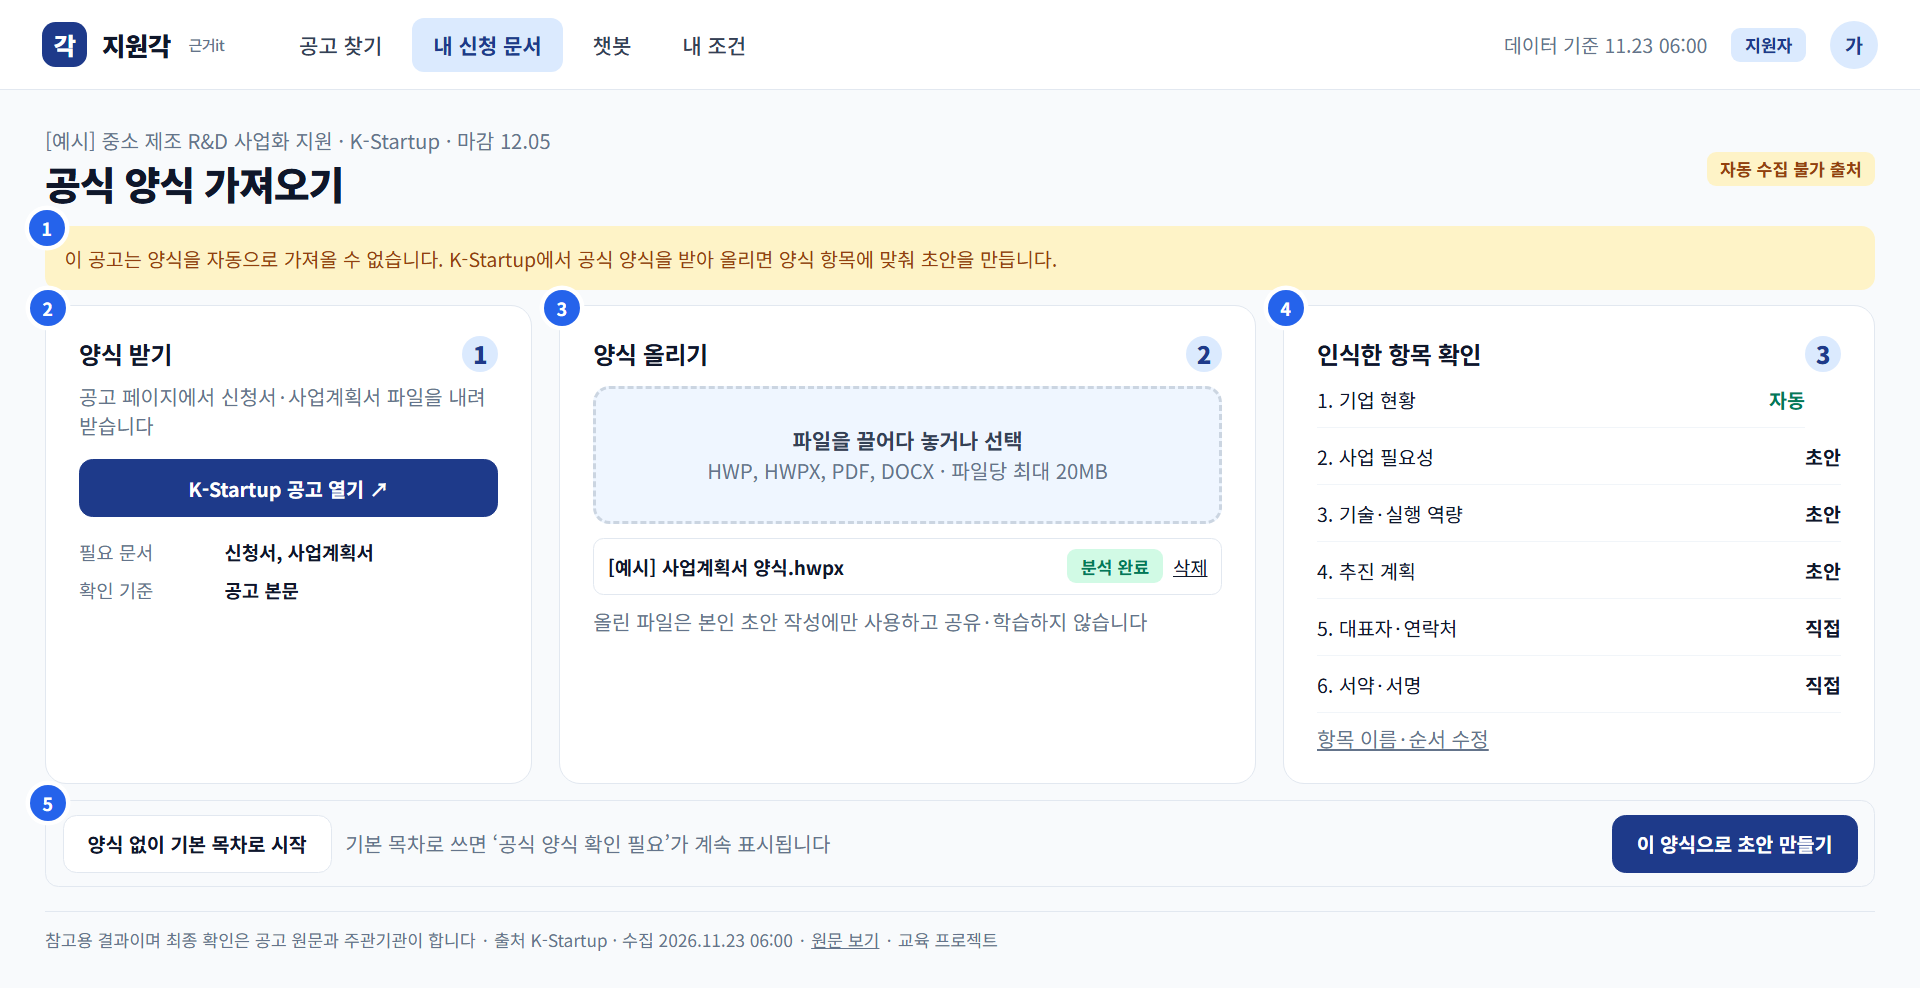 각 지원각 근거it 공고 찾기 내 신청 문서 챗봇 내 조건 데이터 기준 11.23 06:00 지원자 가
[예시] 중소 제조 R&D 사업화 지원 · K-Startup · 마감 12.05
공식 양식 가져오기
자동 수집 불가 출처
1
이 공고는 양식을 자동으로 가져올 수 없습니다. K-Startup에서 공식 양식을 받아 올리면 양식 항목에 맞춰 초안을 만듭니다.
2
양식 받기 1
공고 페이지에서 신청서·사업계획서 파일을 내려
받습니다
K-Startup 공고 열기 ↗
필요 문서 신청서, 사업계획서
확인 기준 공고 본문
3
양식 올리기 2
파일을 끌어다 놓거나 선택
HWP, HWPX, PDF, DOCX · 파일당 최대 20MB
[예시] 사업계획서 양식.hwpx 분석 완료 삭제
올린 파일은 본인 초안 작성에만 사용하고 공유·학습하지 않습니다
4
인식한 항목 확인 3
1. 기업 현황 자동
2. 사업 필요성 초안
3. 기술·실행 역량 초안
4. 추진 계획 초안
5. 대표자·연락처 직접
6. 서약·서명 직접
항목 이름·순서 수정
5
양식 없이 기본 목차로 시작 기본 목차로 쓰면 ‘공식 양식 확인 필요’가 계속 표시됩니다 이 양식으로 초안 만들기
참고용 결과이며 최종 확인은 공고 원문과 주관기관이 합니다 · 출처 K-Startup · 수집 2026.11.23 06:00 · 원문 보기 · 교육 프로젝트